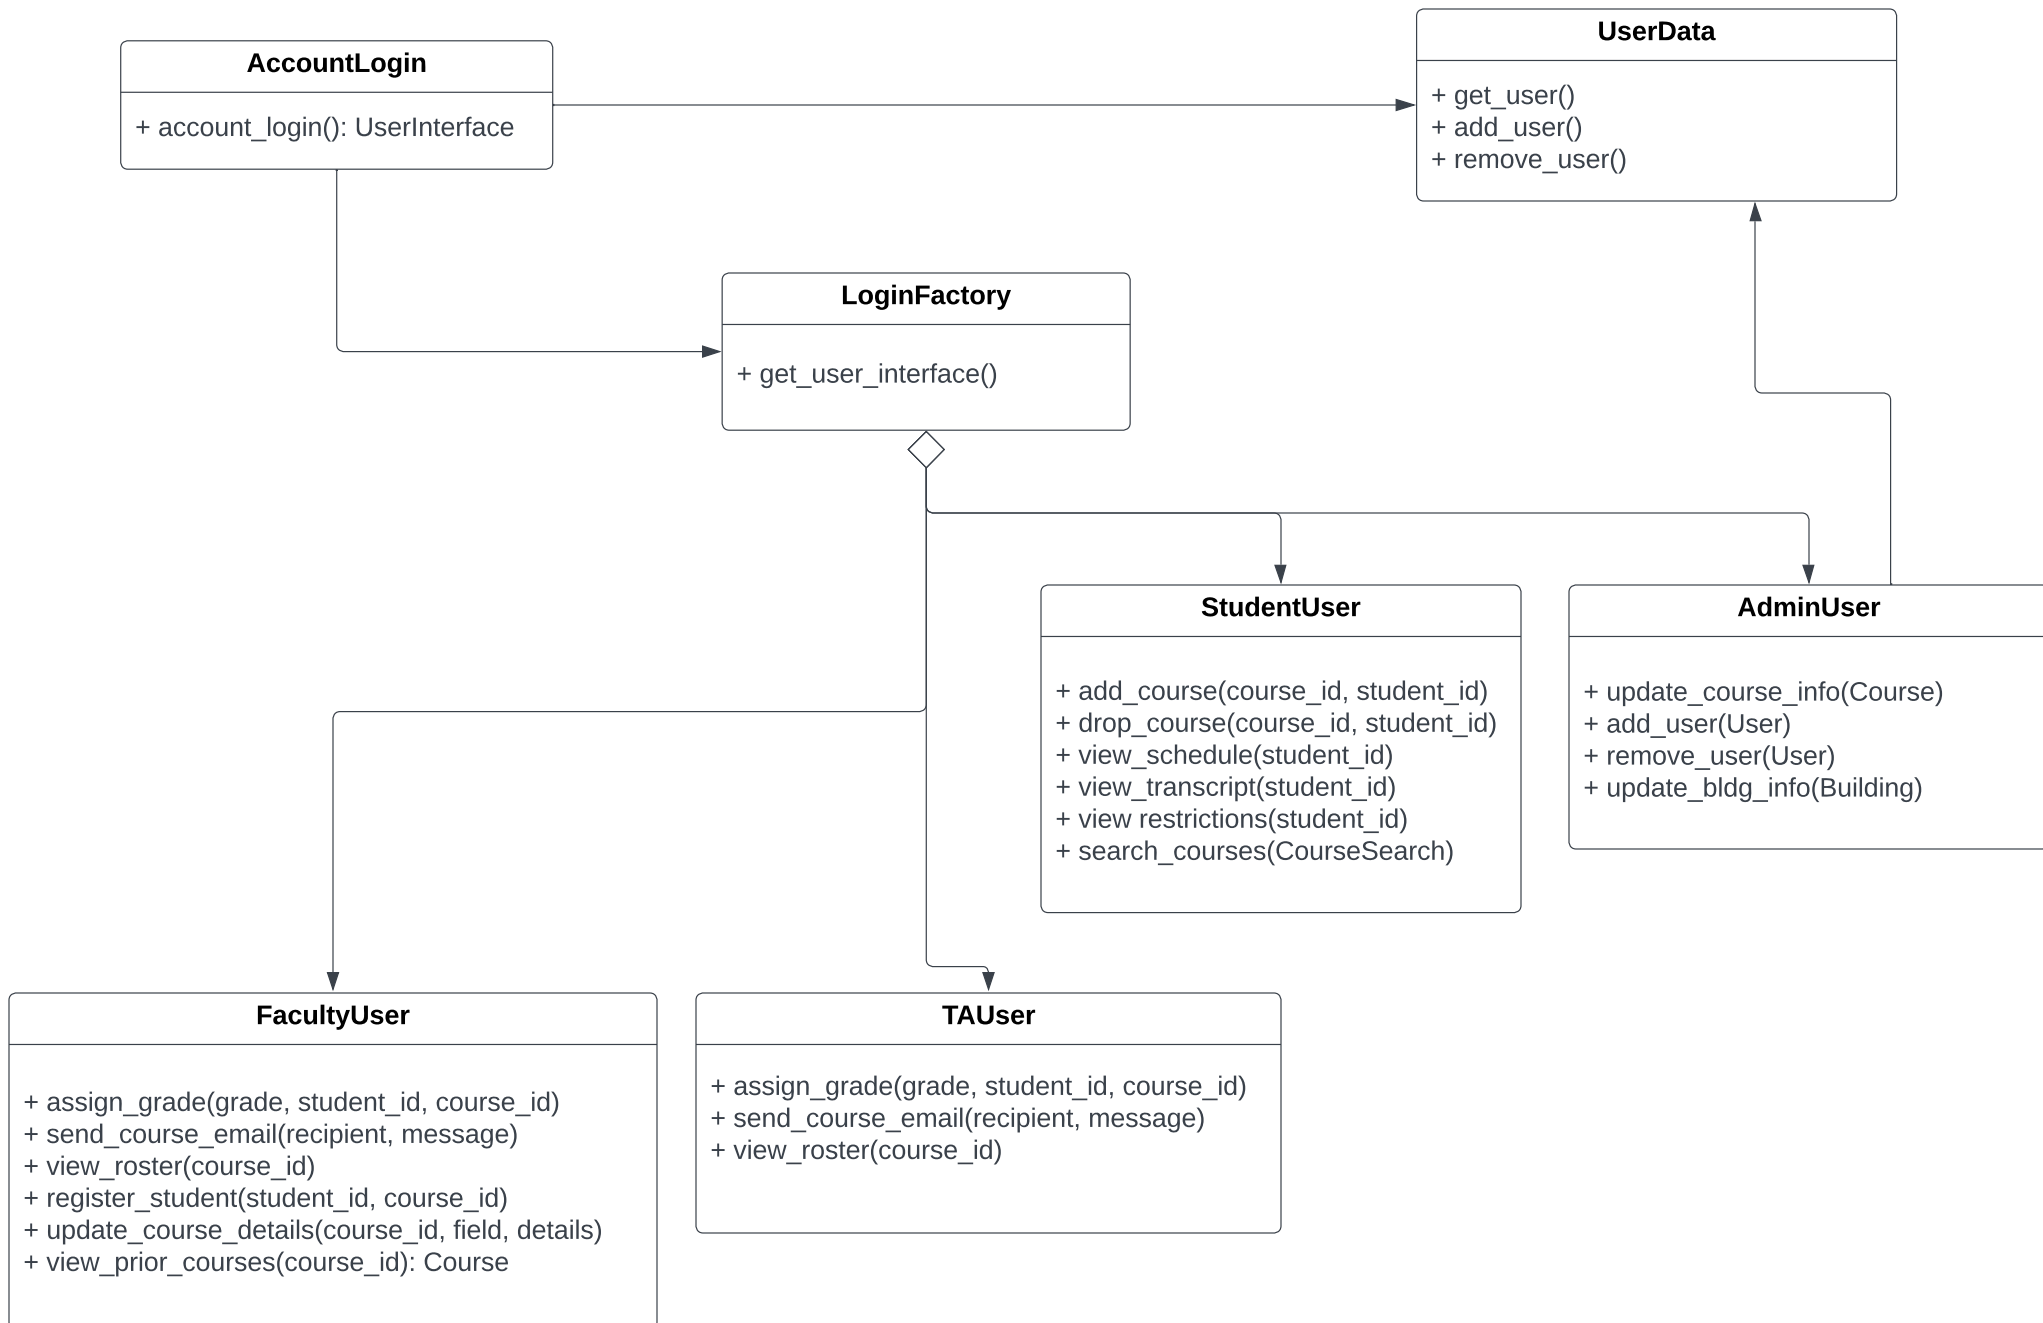 AccountLogin
+ account_login(): UserInterface
UserData
+ get_user()
+ add_user()
+ remove_user()
LoginFactory
+ get_user_interface()
StudentUser
+ add_course(course_id, student_id)
+ drop_course(course_id, student_id)
+ view_schedule(student_id)
+ view_transcript(student_id)
+ view restrictions(student_id)
+ search_courses(CourseSearch)
AdminUser
+ update_course_info(Course)
+ add_user(User)
+ remove_user(User)
+ update_bldg_info(Building)
FacultyUser
+ assign_grade(grade, student_id, course_id)
+ send_course_email(recipient, message)
+ view_roster(course_id)
+ register_student(student_id, course_id)
+ update_course_details(course_id, field, details)
+ view_prior_courses(course_id): Course
TAUser
+ assign_grade(grade, student_id, course_id)
+ send_course_email(recipient, message)
+ view_roster(course_id)